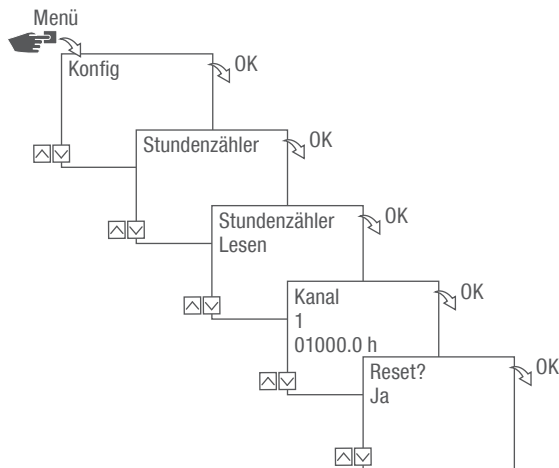 Menü
Konfig
OK
Stundenzähler
OK
Stundenzähler
Lesen
OK
Kanal
1
01000.0 h
OK
Reset?
Ja
OK